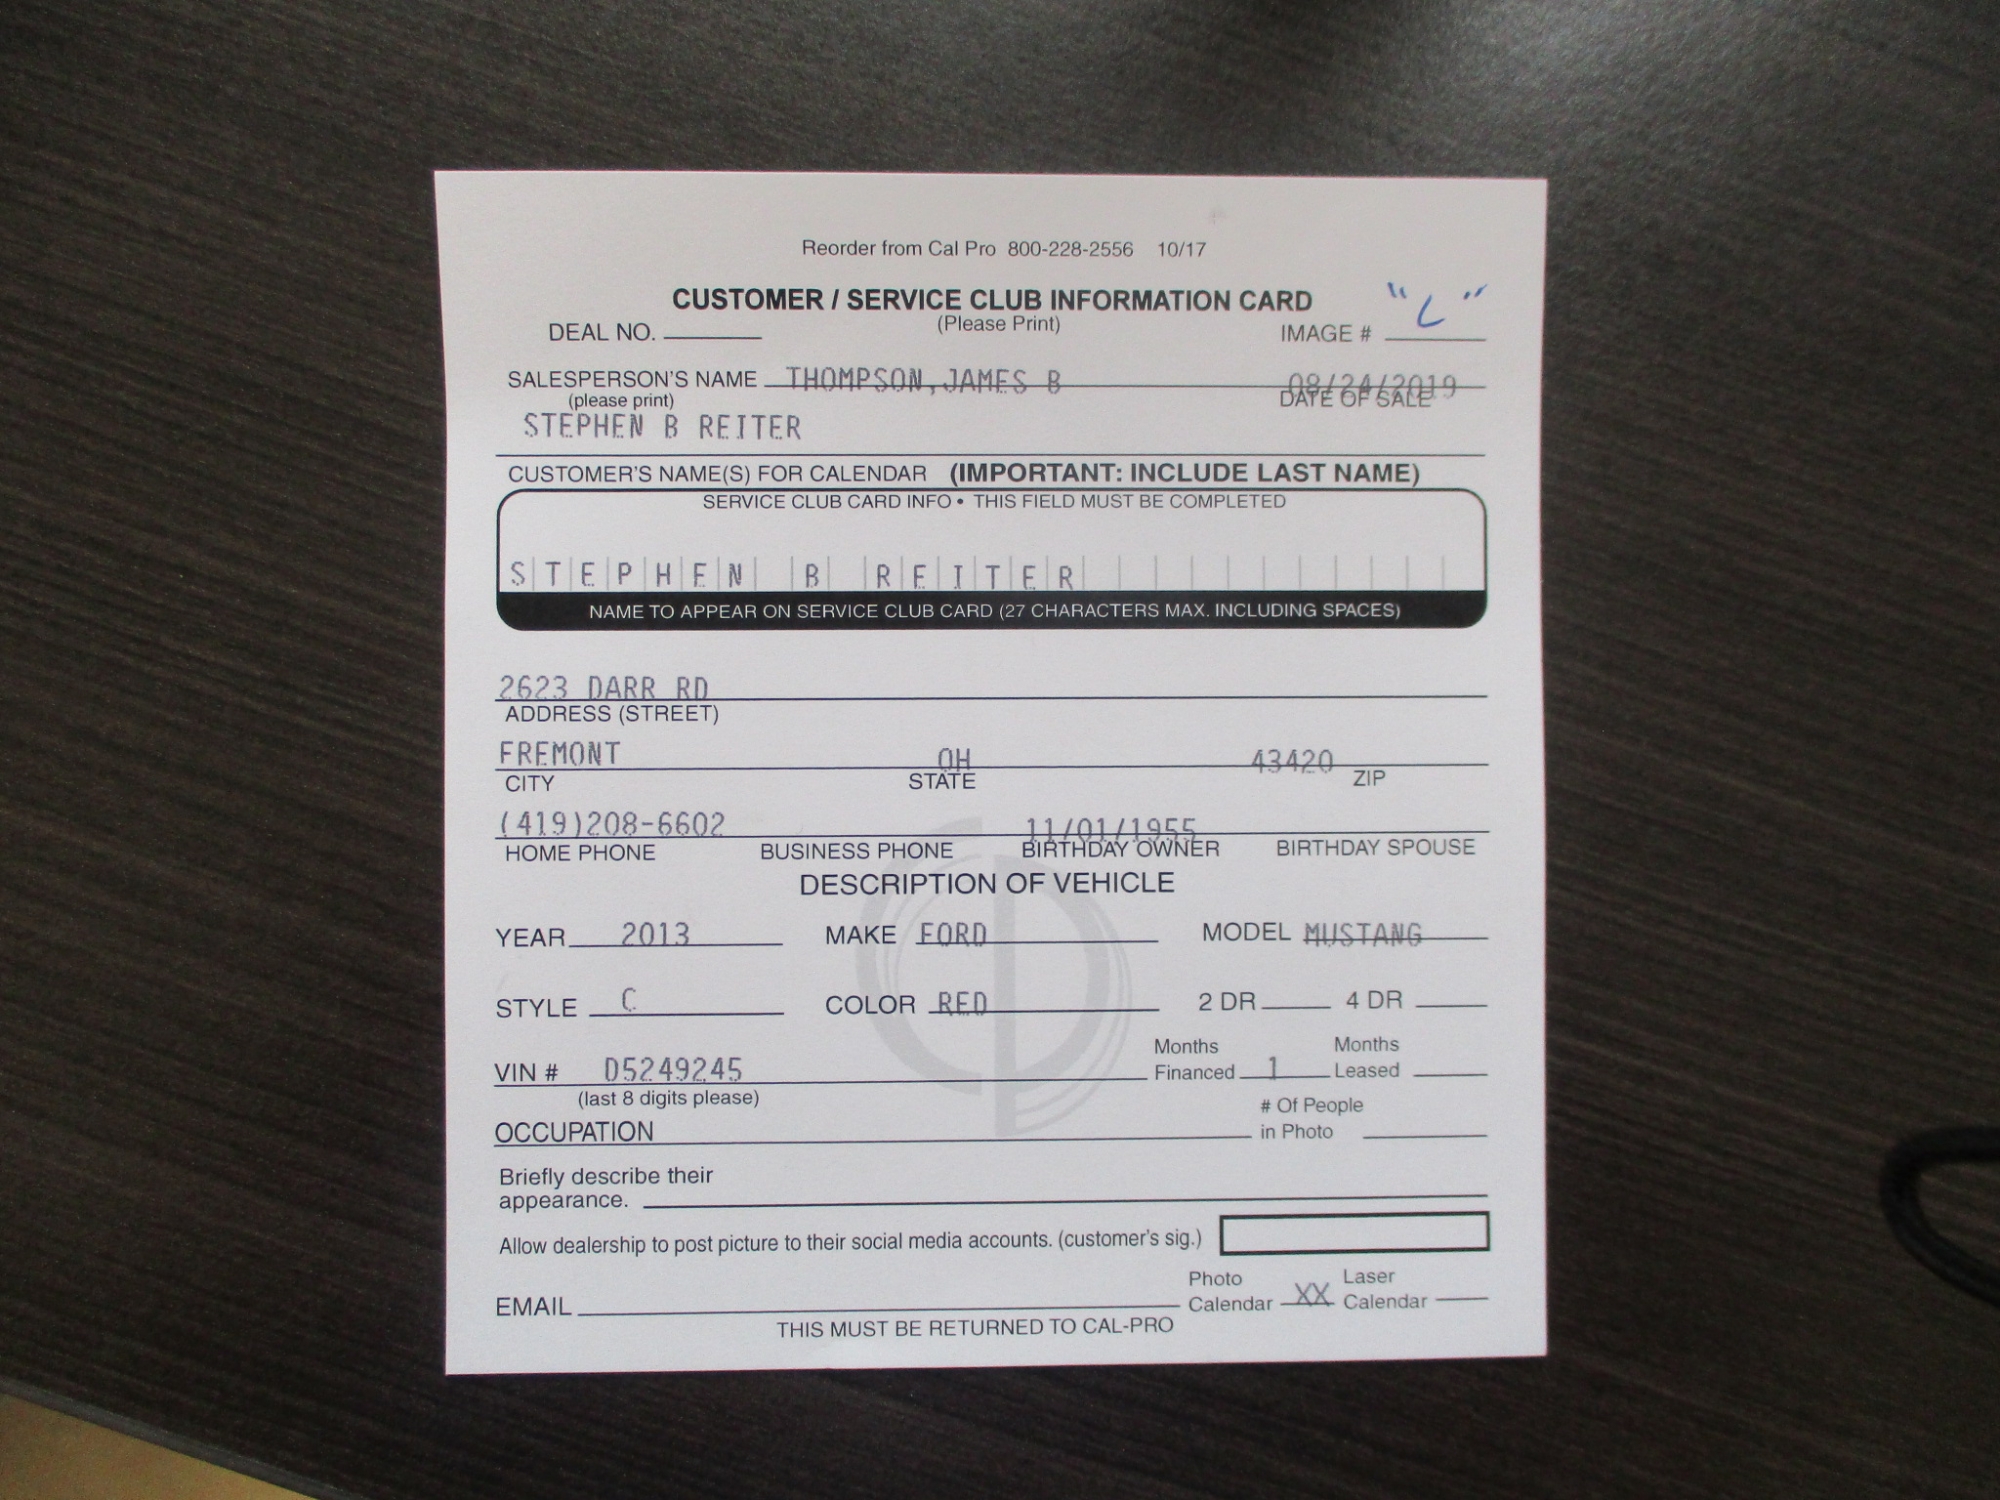 Reorder from Cal Pro 800-228-2556 10/17
CUSTOMER / SERVICE CLUB INFORMATION CARD
(Please Print)
DEAL NO. IMAGE # "L"
SALESPERSON'S NAME THOMPSON,JAMES B 08/24/2019
(please print) DATE OF SALE
STEPHEN B REITER
CUSTOMER'S NAME(S) FOR CALENDAR (IMPORTANT: INCLUDE LAST NAME)
SERVICE CLUB CARD INFO • THIS FIELD MUST BE COMPLETED
STEPHEN B REITER
NAME TO APPEAR ON SERVICE CLUB CARD (27 CHARACTERS MAX. INCLUDING SPACES)
2623 DARR RD
ADDRESS (STREET)
FREMONT OH 43420
CITY STATE ZIP
(419)208-6602 11/01/1955
HOME PHONE BUSINESS PHONE BIRTHDAY OWNER BIRTHDAY SPOUSE
DESCRIPTION OF VEHICLE
YEAR 2013 MAKE FORD MODEL MUSTANG
STYLE C COLOR RED 2 DR 4 DR
Months Months
VIN # D5249245 Financed 1 Leased
(last 8 digits please)
# Of People
OCCUPATION in Photo
Briefly describe their
appearance.
Allow dealership to post picture to their social media accounts. (customer's sig.)
Photo Laser
EMAIL Calendar XX Calendar
THIS MUST BE RETURNED TO CAL-PRO